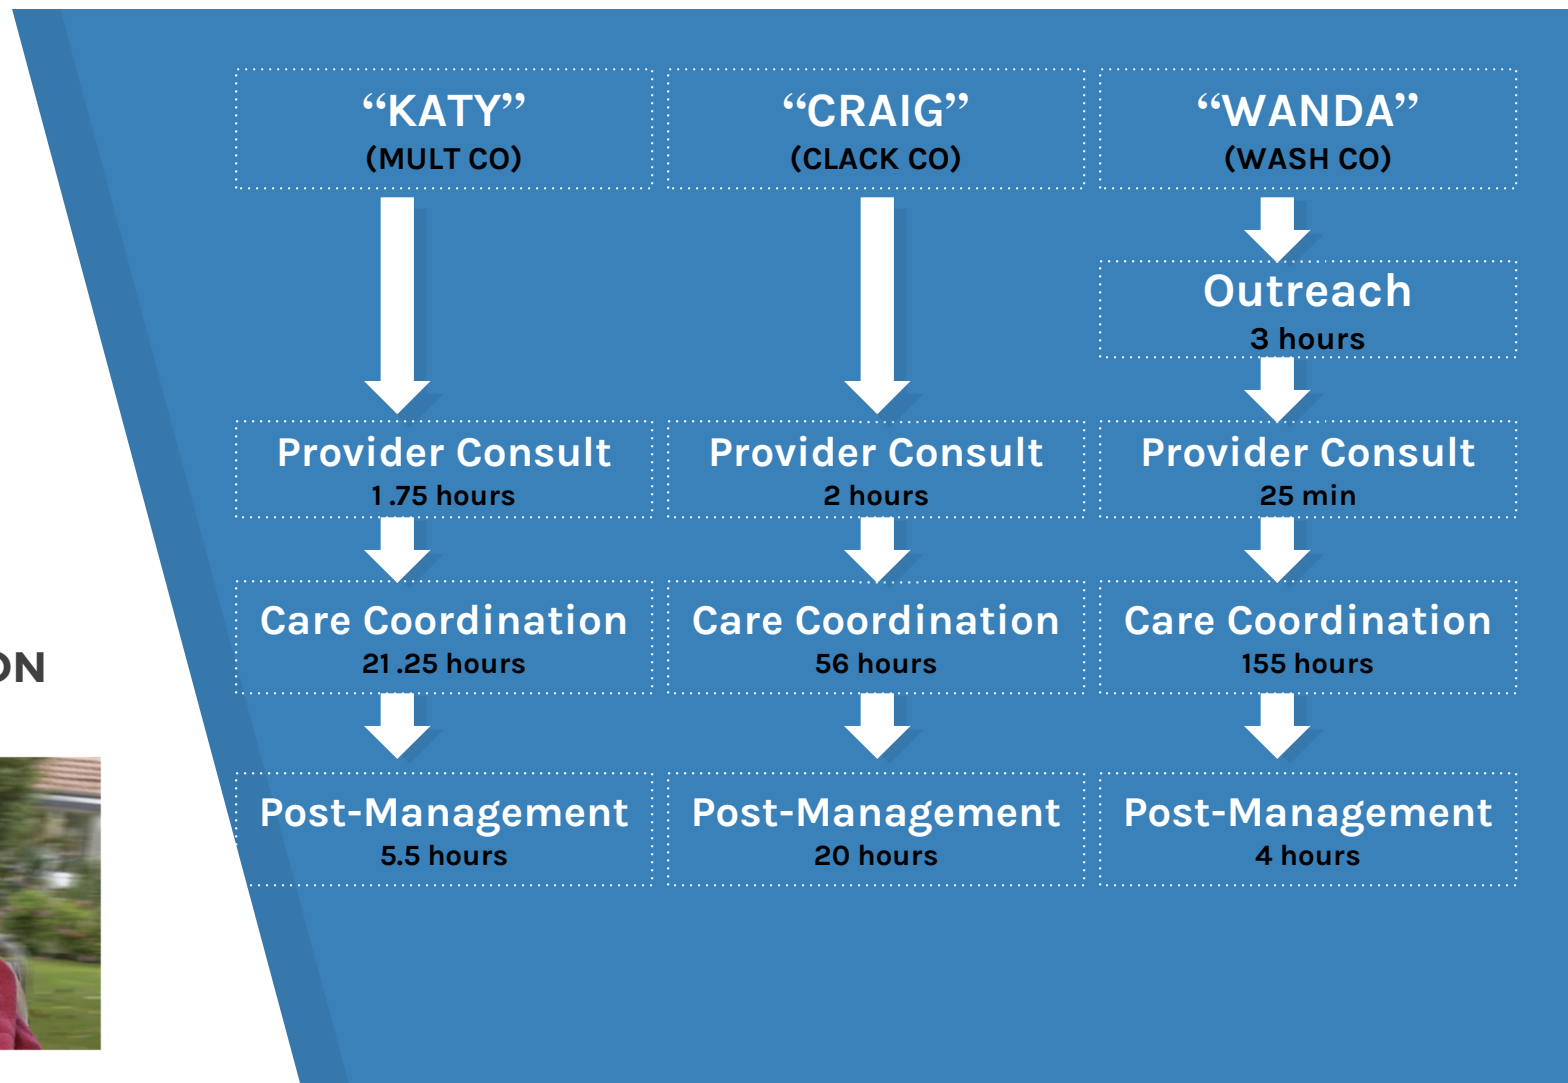 “KATY”
(MULT CO)
“CRAIG”
(CLACK CO)
“WANDA”
(WASH CO)
Outreach
3 hours
Provider Consult
1.75 hours
Provider Consult
2 hours
Provider Consult
25 min
Care Coordination
21.25 hours
Care Coordination
56 hours
Care Coordination
155 hours
ON
Post-Management
5.5 hours
Post-Management
20 hours
Post-Management
4 hours